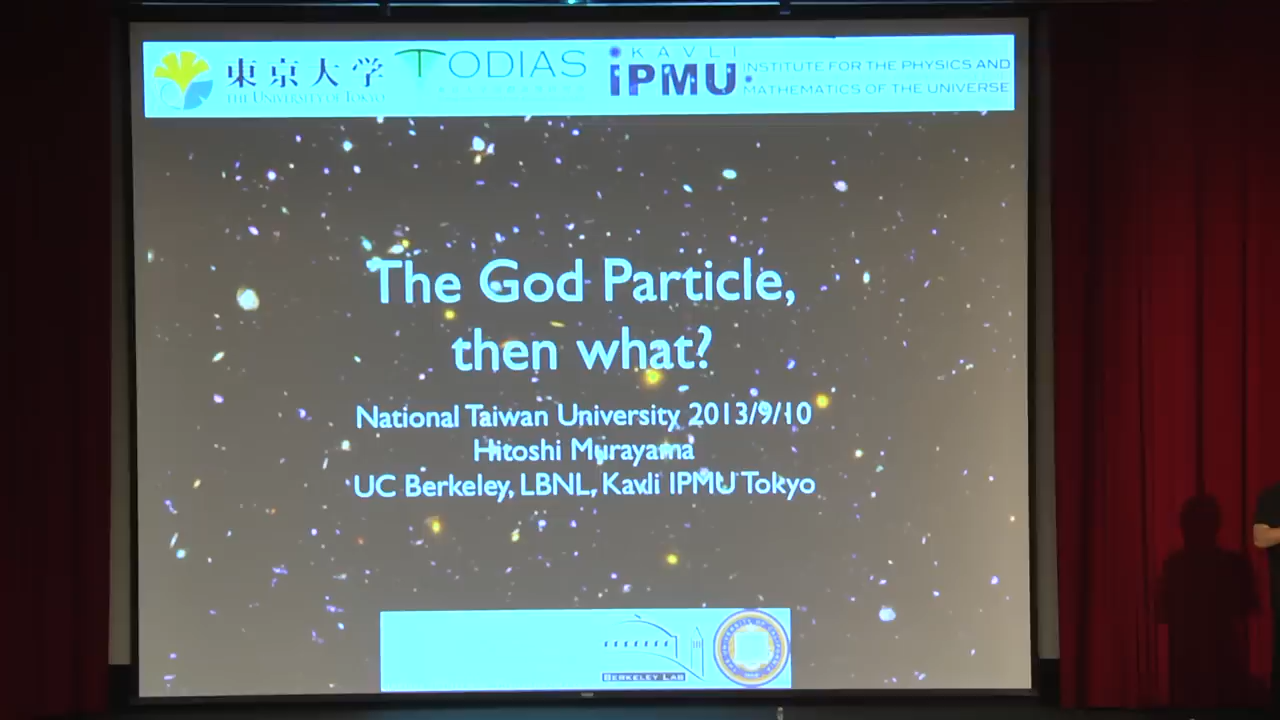 東京大学
THE UNIVERSITY OF TOKYO
TODIAS
KAVLI
IPMU
INSTITUTE FOR THE PHYSICS AND
MATHEMATICS OF THE UNIVERSE
The God Particle,
then what?
National Taiwan University 2013/9/10
Hitoshi Murayama
UC Berkeley, LBNL, Kavli IPMU Tokyo
BERKELEY LAB